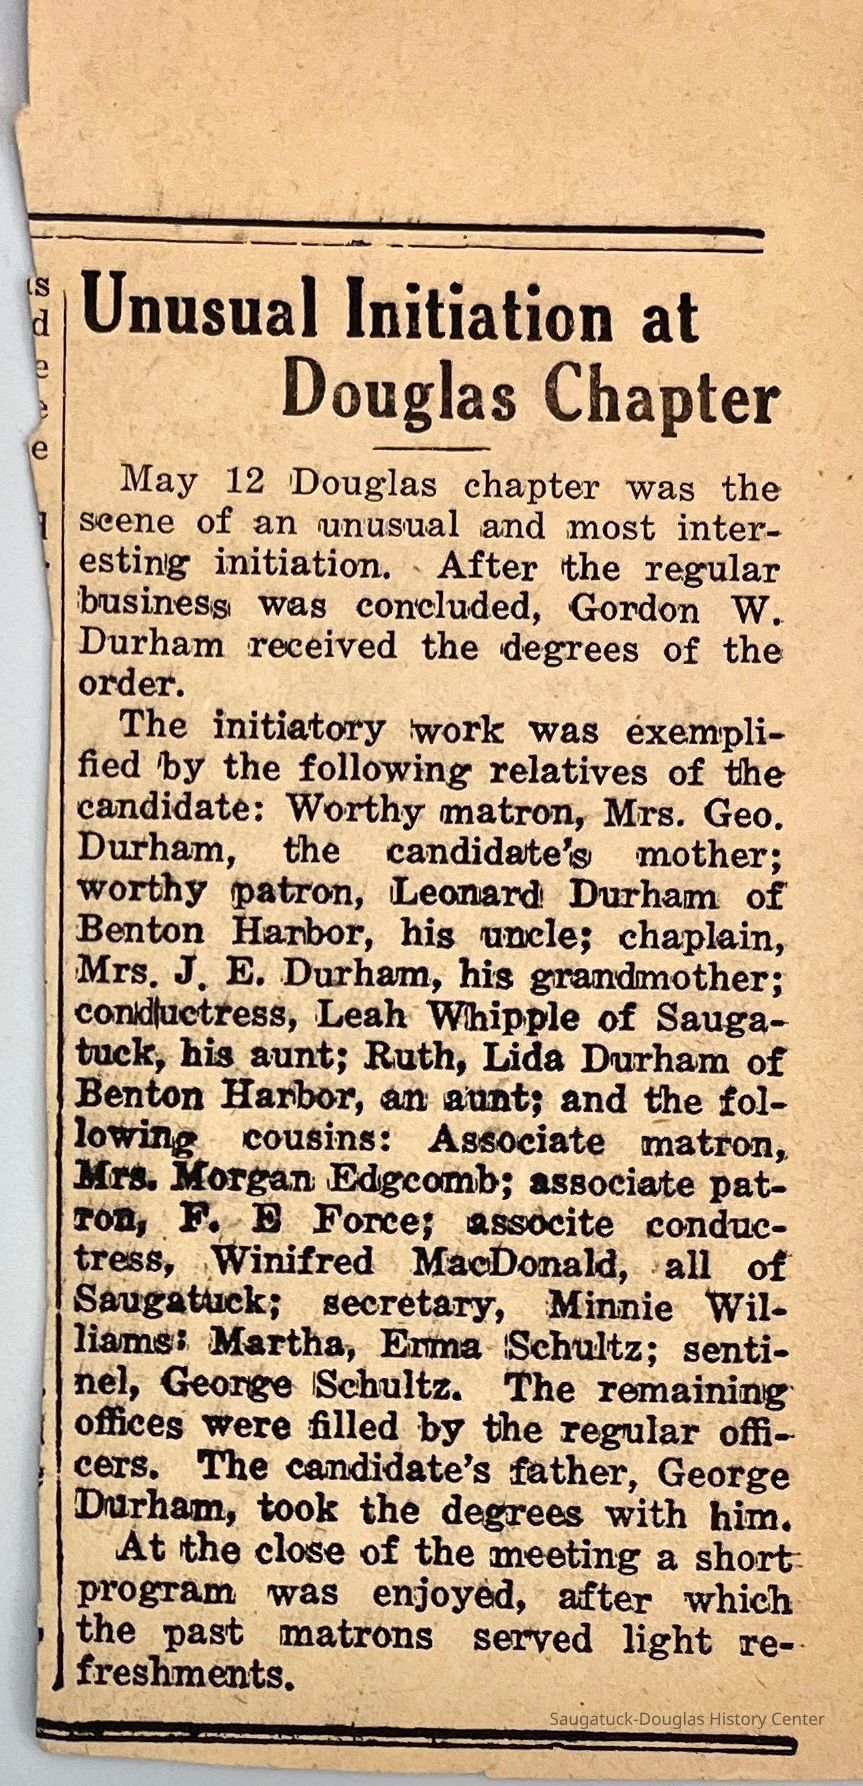 Unusual Initiation at
Douglas Chapter
May 12 Douglas chapter was the
scene of an unusual and most inter-
esting initiation. After the regular
business was concluded, Gordon W.
Durham received the degrees of the
order.
The initiatory work was exempli-
fied by the following relatives of the
candidate: Worthy matron, Mrs. Geo.
Durham, the candidate's mother;
worthy patron, Leonard Durham of
Benton Harbor, his uncle; chaplain,
Mrs. J. E. Durham, his grandmother;
conductress, Leah Whipple of Sauga-
tuck, his aunt; Ruth, Lida Durham of
Benton Harbor, an aunt; and the fol-
lowing cousins: Associate matron,
Mrs. Morgan Edgcomb; associate pat-
ron, F. E Force; associte conduc-
tress, Winifred MacDonald, all of
Saugatuck; secretary, Minnie Wil-
liams: Martha, Erma Schultz; senti-
nel, George Schultz. The remaining
offices were filled by the regular offi-
cers. The candidate's father, George
Durham, took the degrees with him.
At the close of the meeting a short
program was enjoyed, after which
the past matrons served light re-
freshments.
Saugatuck-Douglas History Center